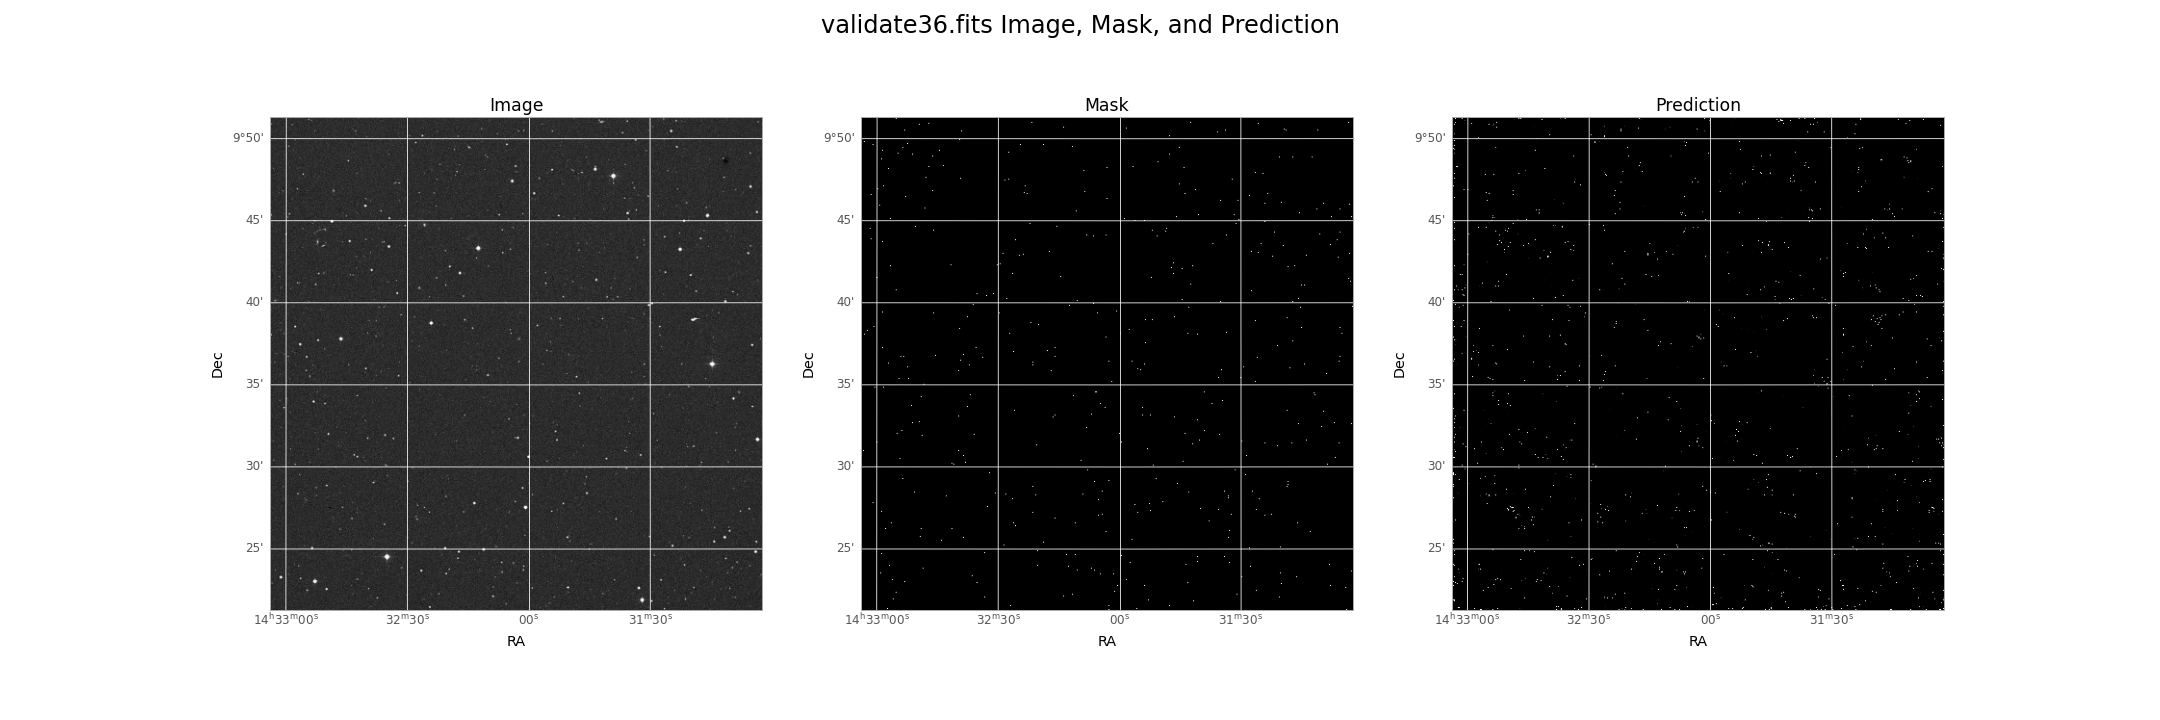 validate36.fits Image, Mask, and Prediction
Image
9°50'
45'
40'
35'
30'
25'
Dec
14ʰ33ᵐ00ˢ 32ᵐ30ˢ 00ˢ 31ᵐ30ˢ
RA
Mask
9°50'
45'
40'
35'
30'
25'
Dec
14ʰ33ᵐ00ˢ 32ᵐ30ˢ 00ˢ 31ᵐ30ˢ
RA
Prediction
9°50'
45'
40'
35'
30'
25'
Dec
14ʰ33ᵐ00ˢ 32ᵐ30ˢ 00ˢ 31ᵐ30ˢ
RA